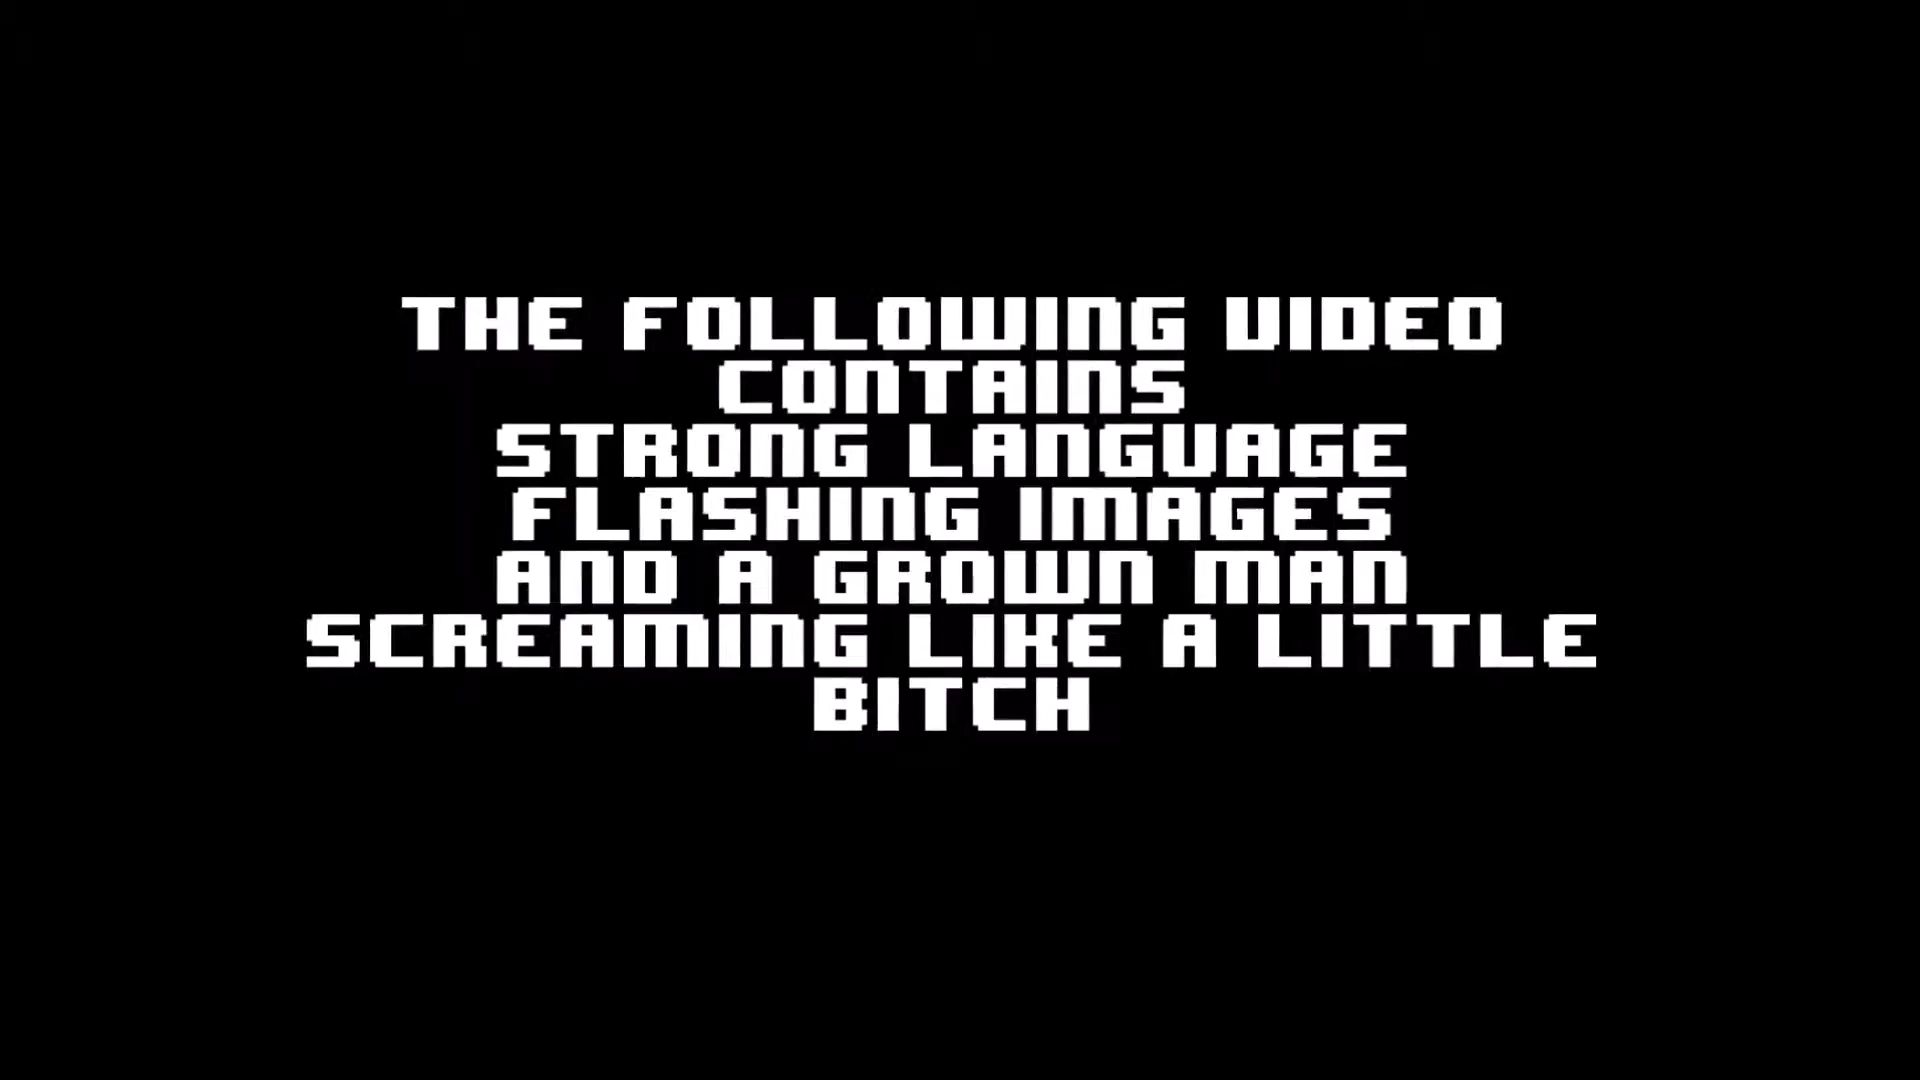 THE FOLLOWING VIDEO
CONTAINS
STRONG LANGUAGE
FLASHING IMAGES
AND A GROWN MAN
SCREAMING LIKE A LITTLE
BITCH